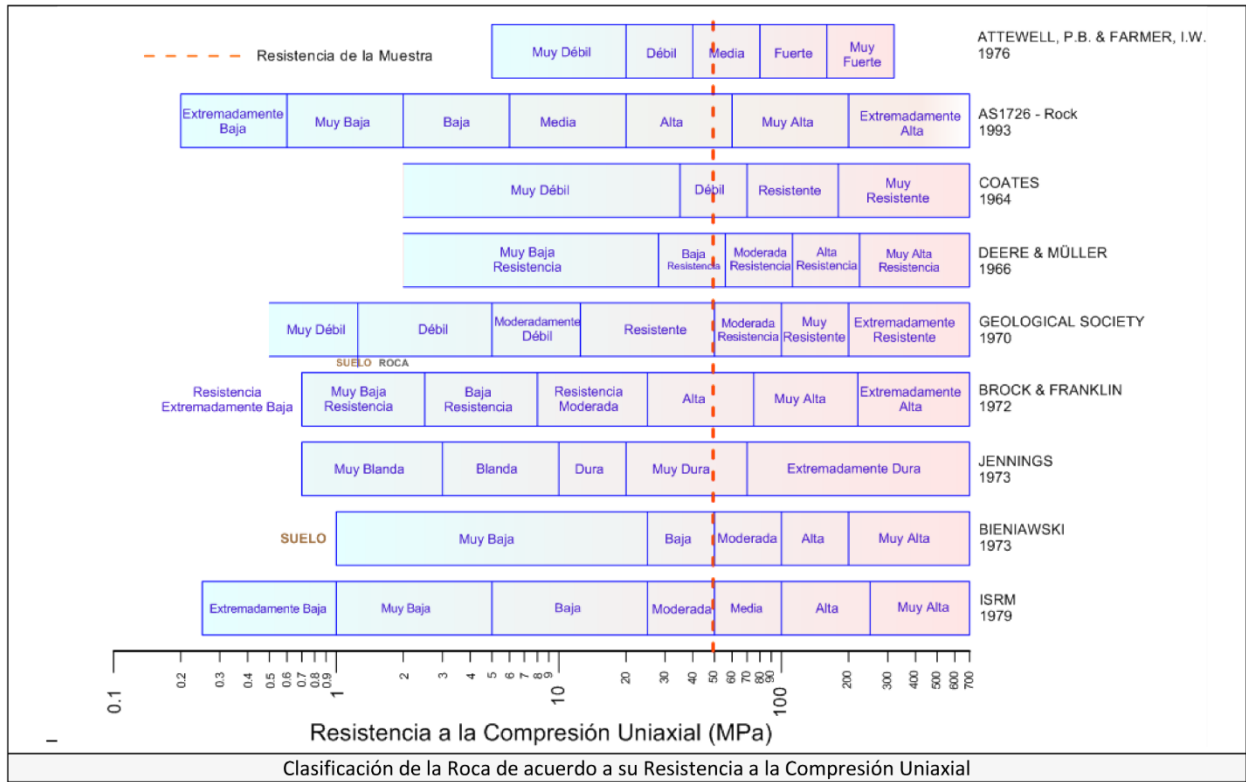 Resistencia de la Muestra
Muy Débil Débil Media Fuerte Muy
Fuerte
ATTEWELL, P.B. & FARMER, I.W.
1976
Extremadamente
Baja
Muy Baja Baja Media Alta Muy Alta Extremadamente
Alta
AS1726 - Rock
1993
Muy Débil Débil Resistente Muy
Resistente
COATES
1964
Muy Baja
Resistencia
Baja
Resistencia
Moderada
Resistencia
Alta
Resistencia
Muy Alta
Resistencia
DEERE & MÜLLER
1966
Muy Débil Débil Moderadamente
Débil
Resistente Moderada
Resistencia
Muy
Resistente
Extremadamente
Resistente
GEOLOGICAL SOCIETY
1970
SUELO ROCA
Resistencia
Extremadamente Baja
Muy Baja
Resistencia
Baja
Resistencia
Resistencia
Moderada
Alta Muy Alta Extremadamente
Alta
BROCK & FRANKLIN
1972
Muy Blanda Blanda Dura Muy Dura Extremadamente Dura
JENNINGS
1973
SUELO Muy Baja Baja Moderada Alta Muy Alta
BIENIAWSKI
1973
Extremadamente Baja Muy Baja Baja Moderada Media Alta Muy Alta
ISRM
1979
0.1 0.2 0.3 0.4 0.5 0.6 0.7 0.8 0.9 1 2 3 4 5 6 7 8 9 10 20 30 40 50 60 70 80 90 100 200 300 400 500 600 700
Resistencia a la Compresión Uniaxial (MPa)
Clasificación de la Roca de acuerdo a su Resistencia a la Compresión Uniaxial